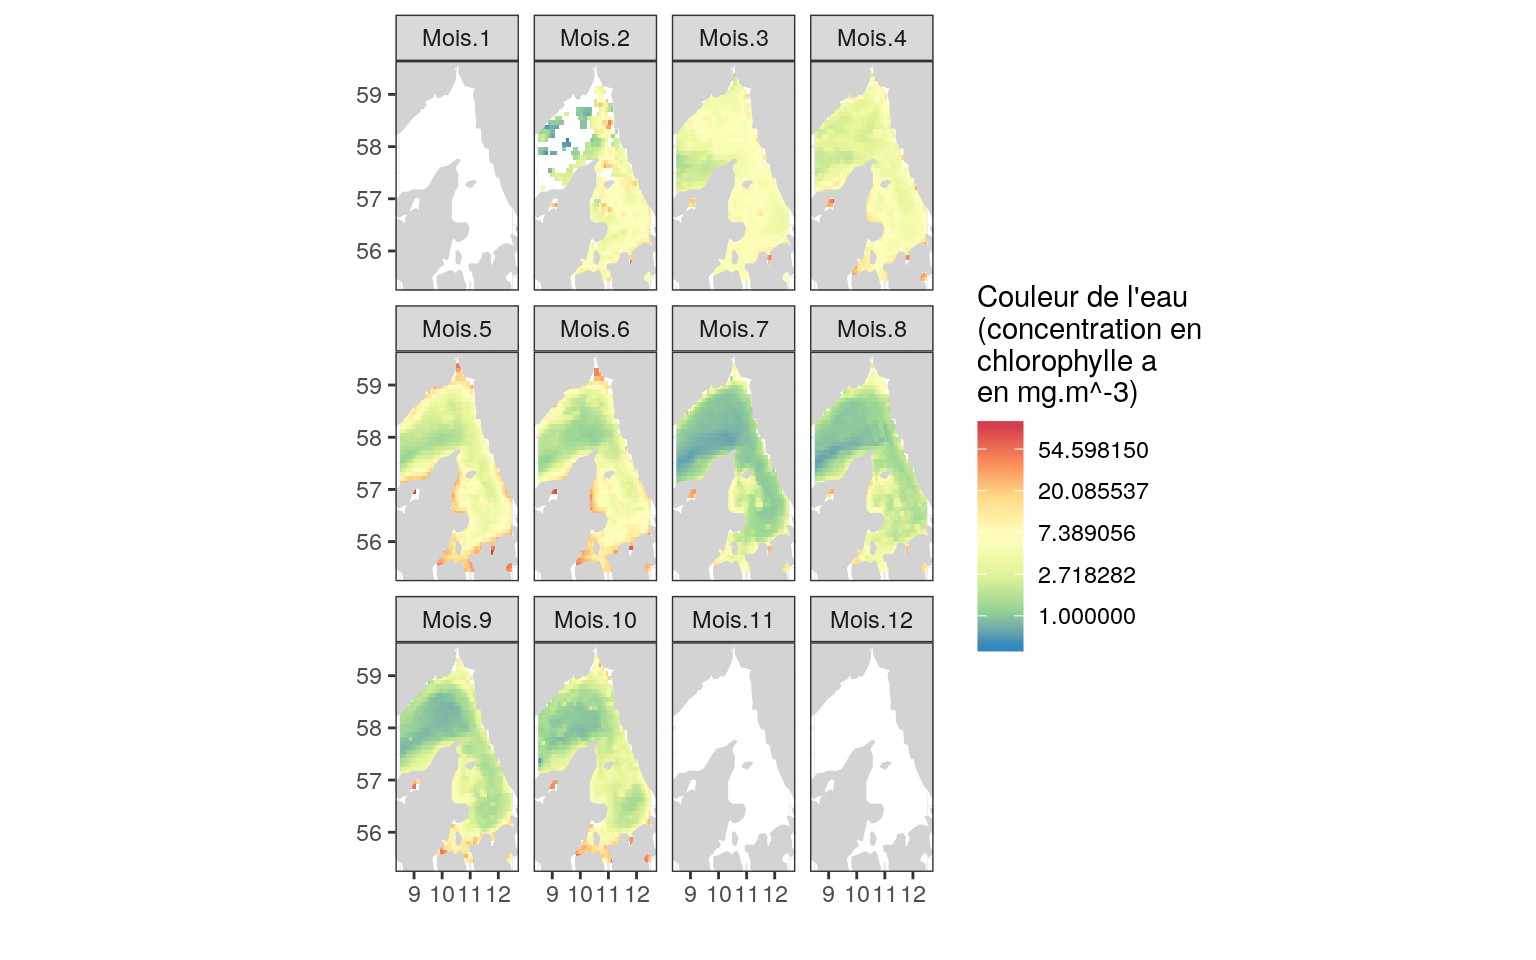 Mois.1 Mois.2 Mois.3 Mois.4
59
58
57
56
Mois.5 Mois.6 Mois.7 Mois.8
59
58
57
56
Mois.9 Mois.10 Mois.11 Mois.12
59
58
57
56
9 10 11 12 9 10 11 12 9 10 11 12 9 10 11 12
Couleur de l'eau
(concentration en
chlorophylle a
en mg.m^-3)
54.598150
20.085537
7.389056
2.718282
1.000000